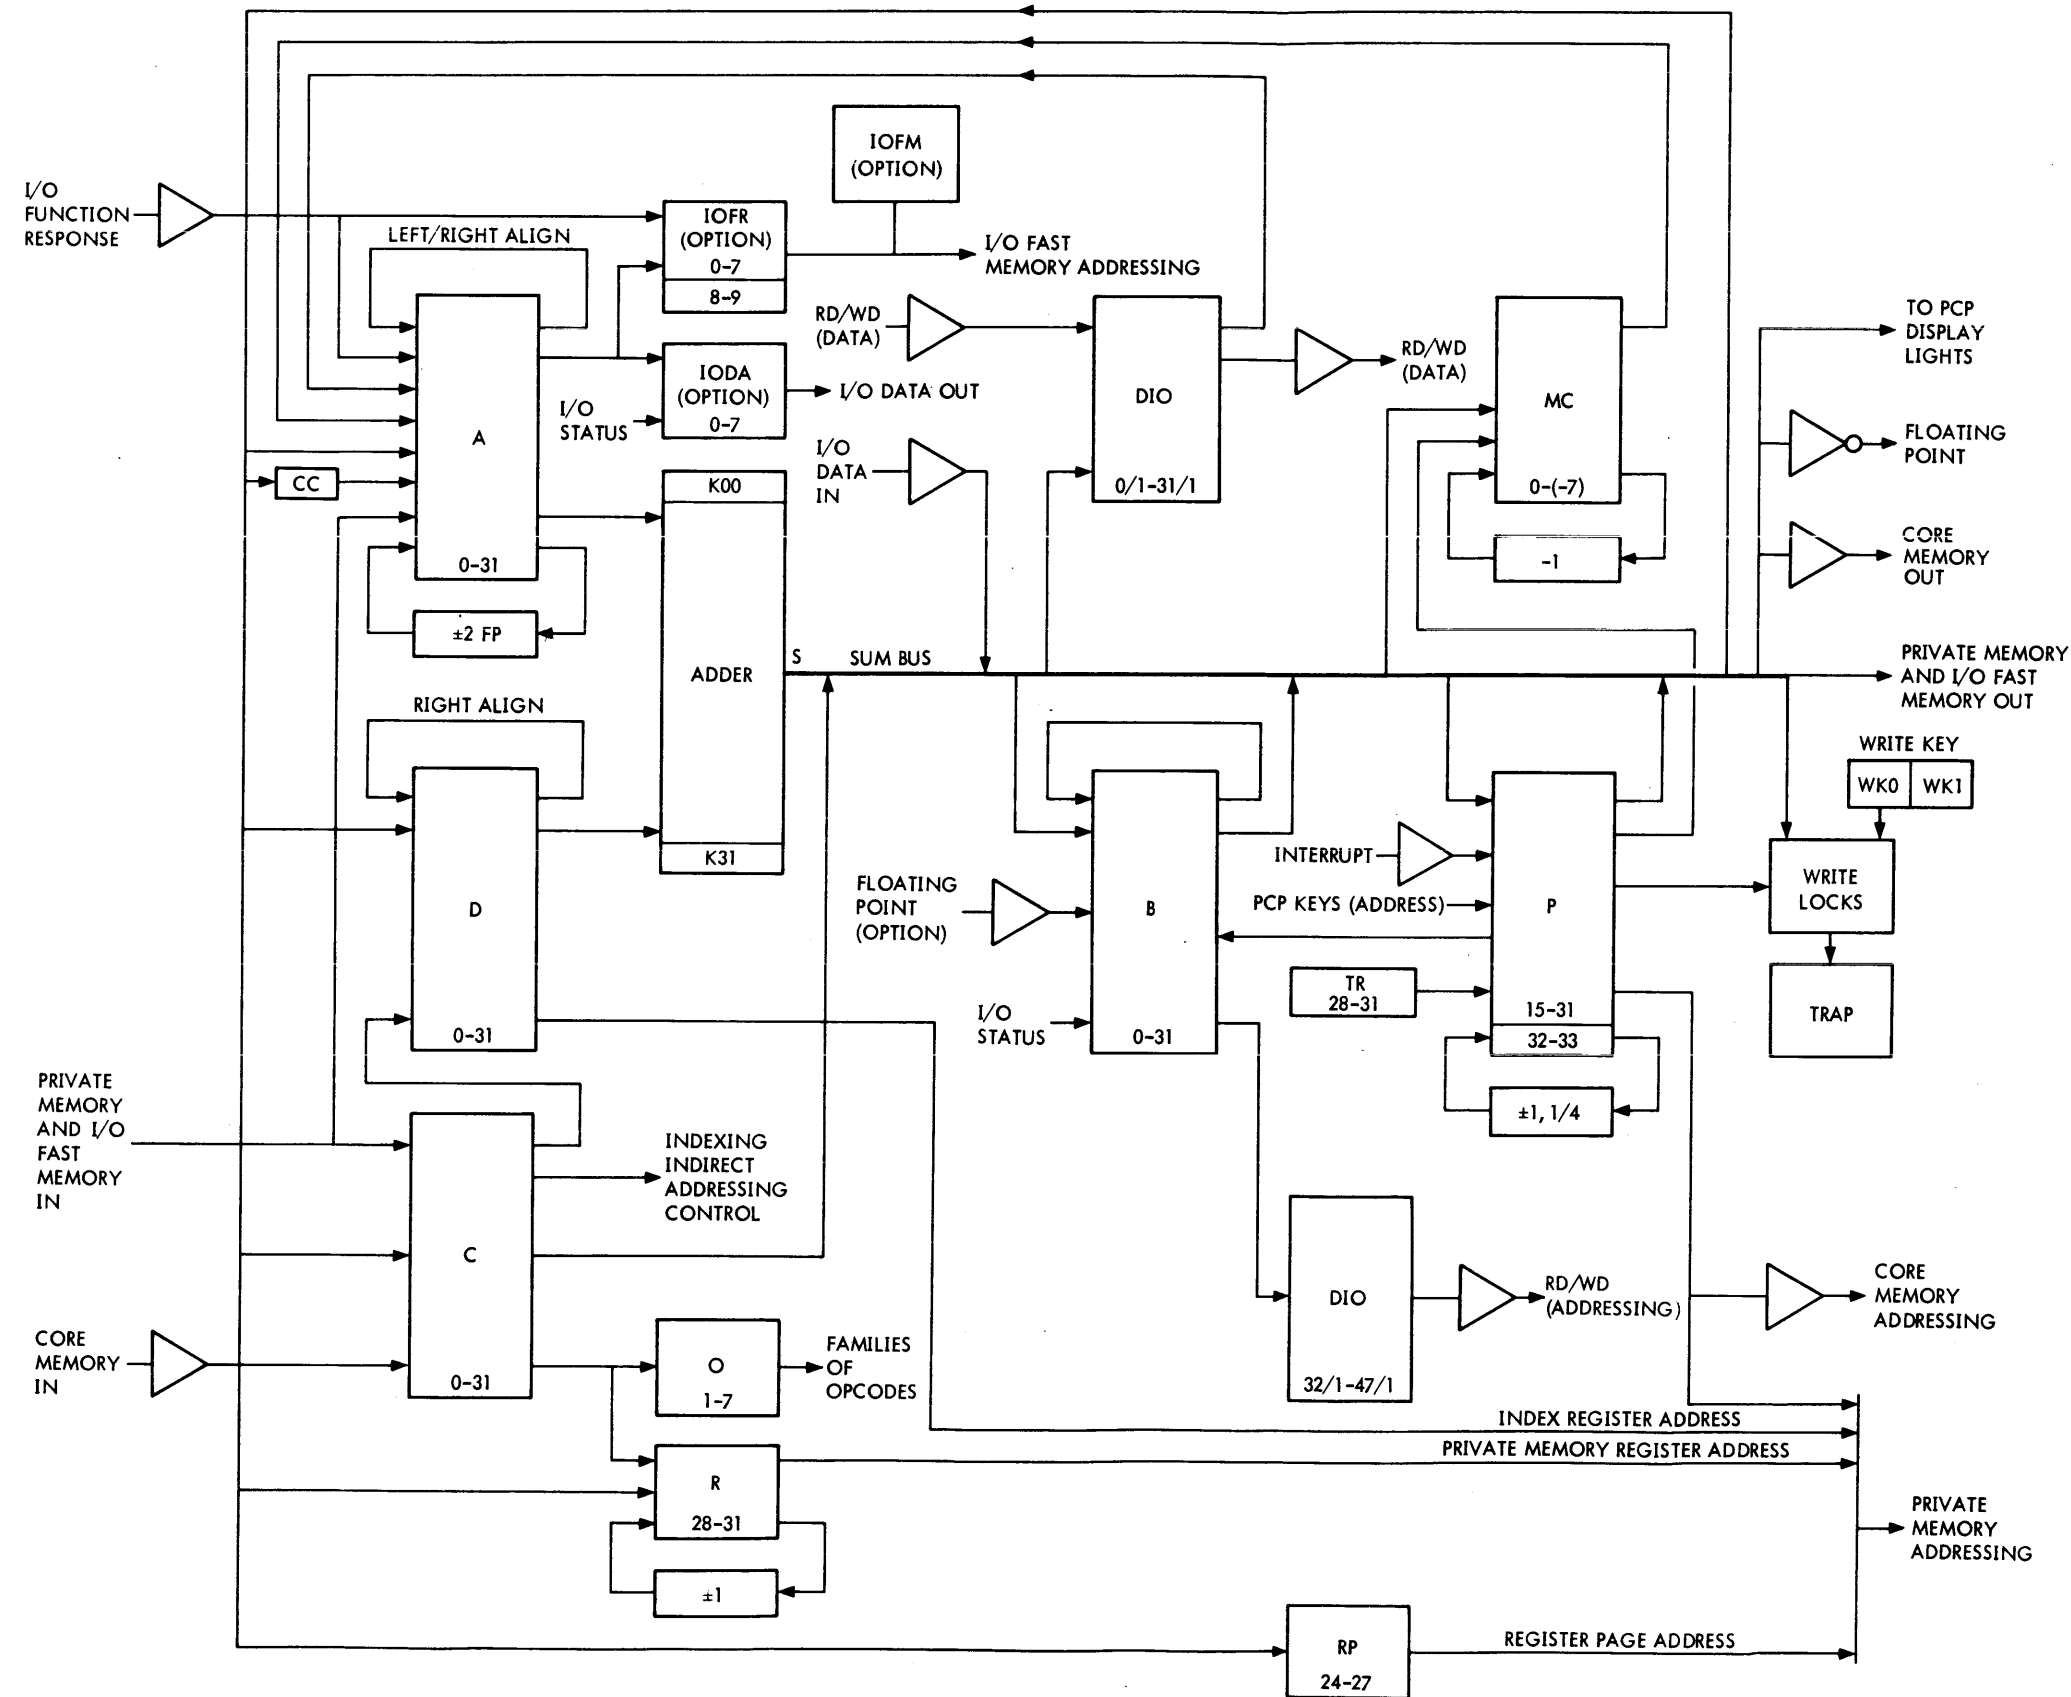 I/O
FUNCTION
RESPONSE
LEFT/RIGHT ALIGN
IOFR
(OPTION)
0-7
8-9
IOFM
(OPTION)
I/O FAST
MEMORY ADDRESSING
RD/WD
(DATA)
IODA
(OPTION)
0-7
I/O DATA OUT
I/O
STATUS
I/O
DATA
IN
A
0-31
CC
±2 FP
K00
ADDER
K31
DIO
0/1-31/1
RD/WD
(DATA)
MC
0-(-7)
-1
TO PCP
DISPLAY
LIGHTS
FLOATING
POINT
CORE
MEMORY
OUT
S
SUM BUS
PRIVATE MEMORY
AND I/O FAST
MEMORY OUT
RIGHT ALIGN
D
0-31
FLOATING
POINT
(OPTION)
I/O
STATUS
B
0-31
INTERRUPT
PCP KEYS (ADDRESS)
TR
28-31
P
15-31
32-33
±1, 1/4
WRITE KEY
WK0
WK1
WRITE
LOCKS
TRAP
PRIVATE
MEMORY
AND I/O
FAST
MEMORY
IN
INDEXING
INDIRECT
ADDRESSING
CONTROL
C
0-31
CORE
MEMORY
IN
O
1-7
FAMILIES
OF
OPCODES
DIO
32/1-47/1
RD/WD
(ADDRESSING)
CORE
MEMORY
ADDRESSING
INDEX REGISTER ADDRESS
PRIVATE MEMORY REGISTER ADDRESS
R
28-31
±1
PRIVATE
MEMORY
ADDRESSING
RP
24-27
REGISTER PAGE ADDRESS